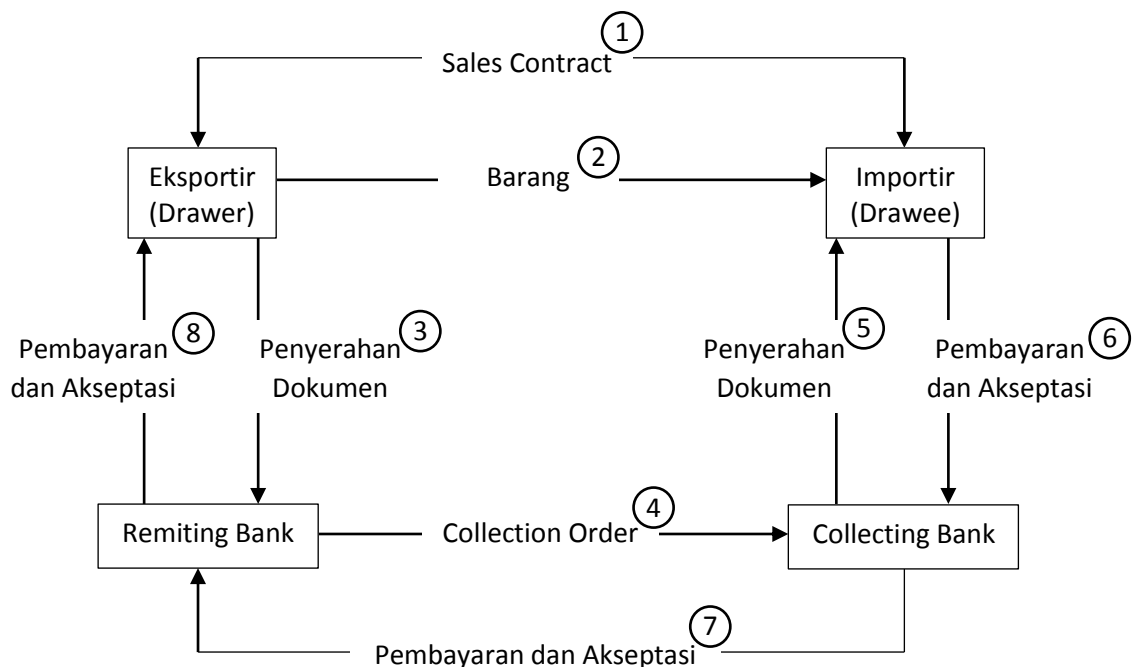 1
Sales Contract
Eksportir
(Drawer)
2
Barang
Importir
(Drawee)
8
Pembayaran
dan Akseptasi
3
Penyerahan
Dokumen
5
Penyerahan
Dokumen
6
Pembayaran
dan Akseptasi
Remiting Bank
4
Collection Order
Collecting Bank
7
Pembayaran dan Akseptasi